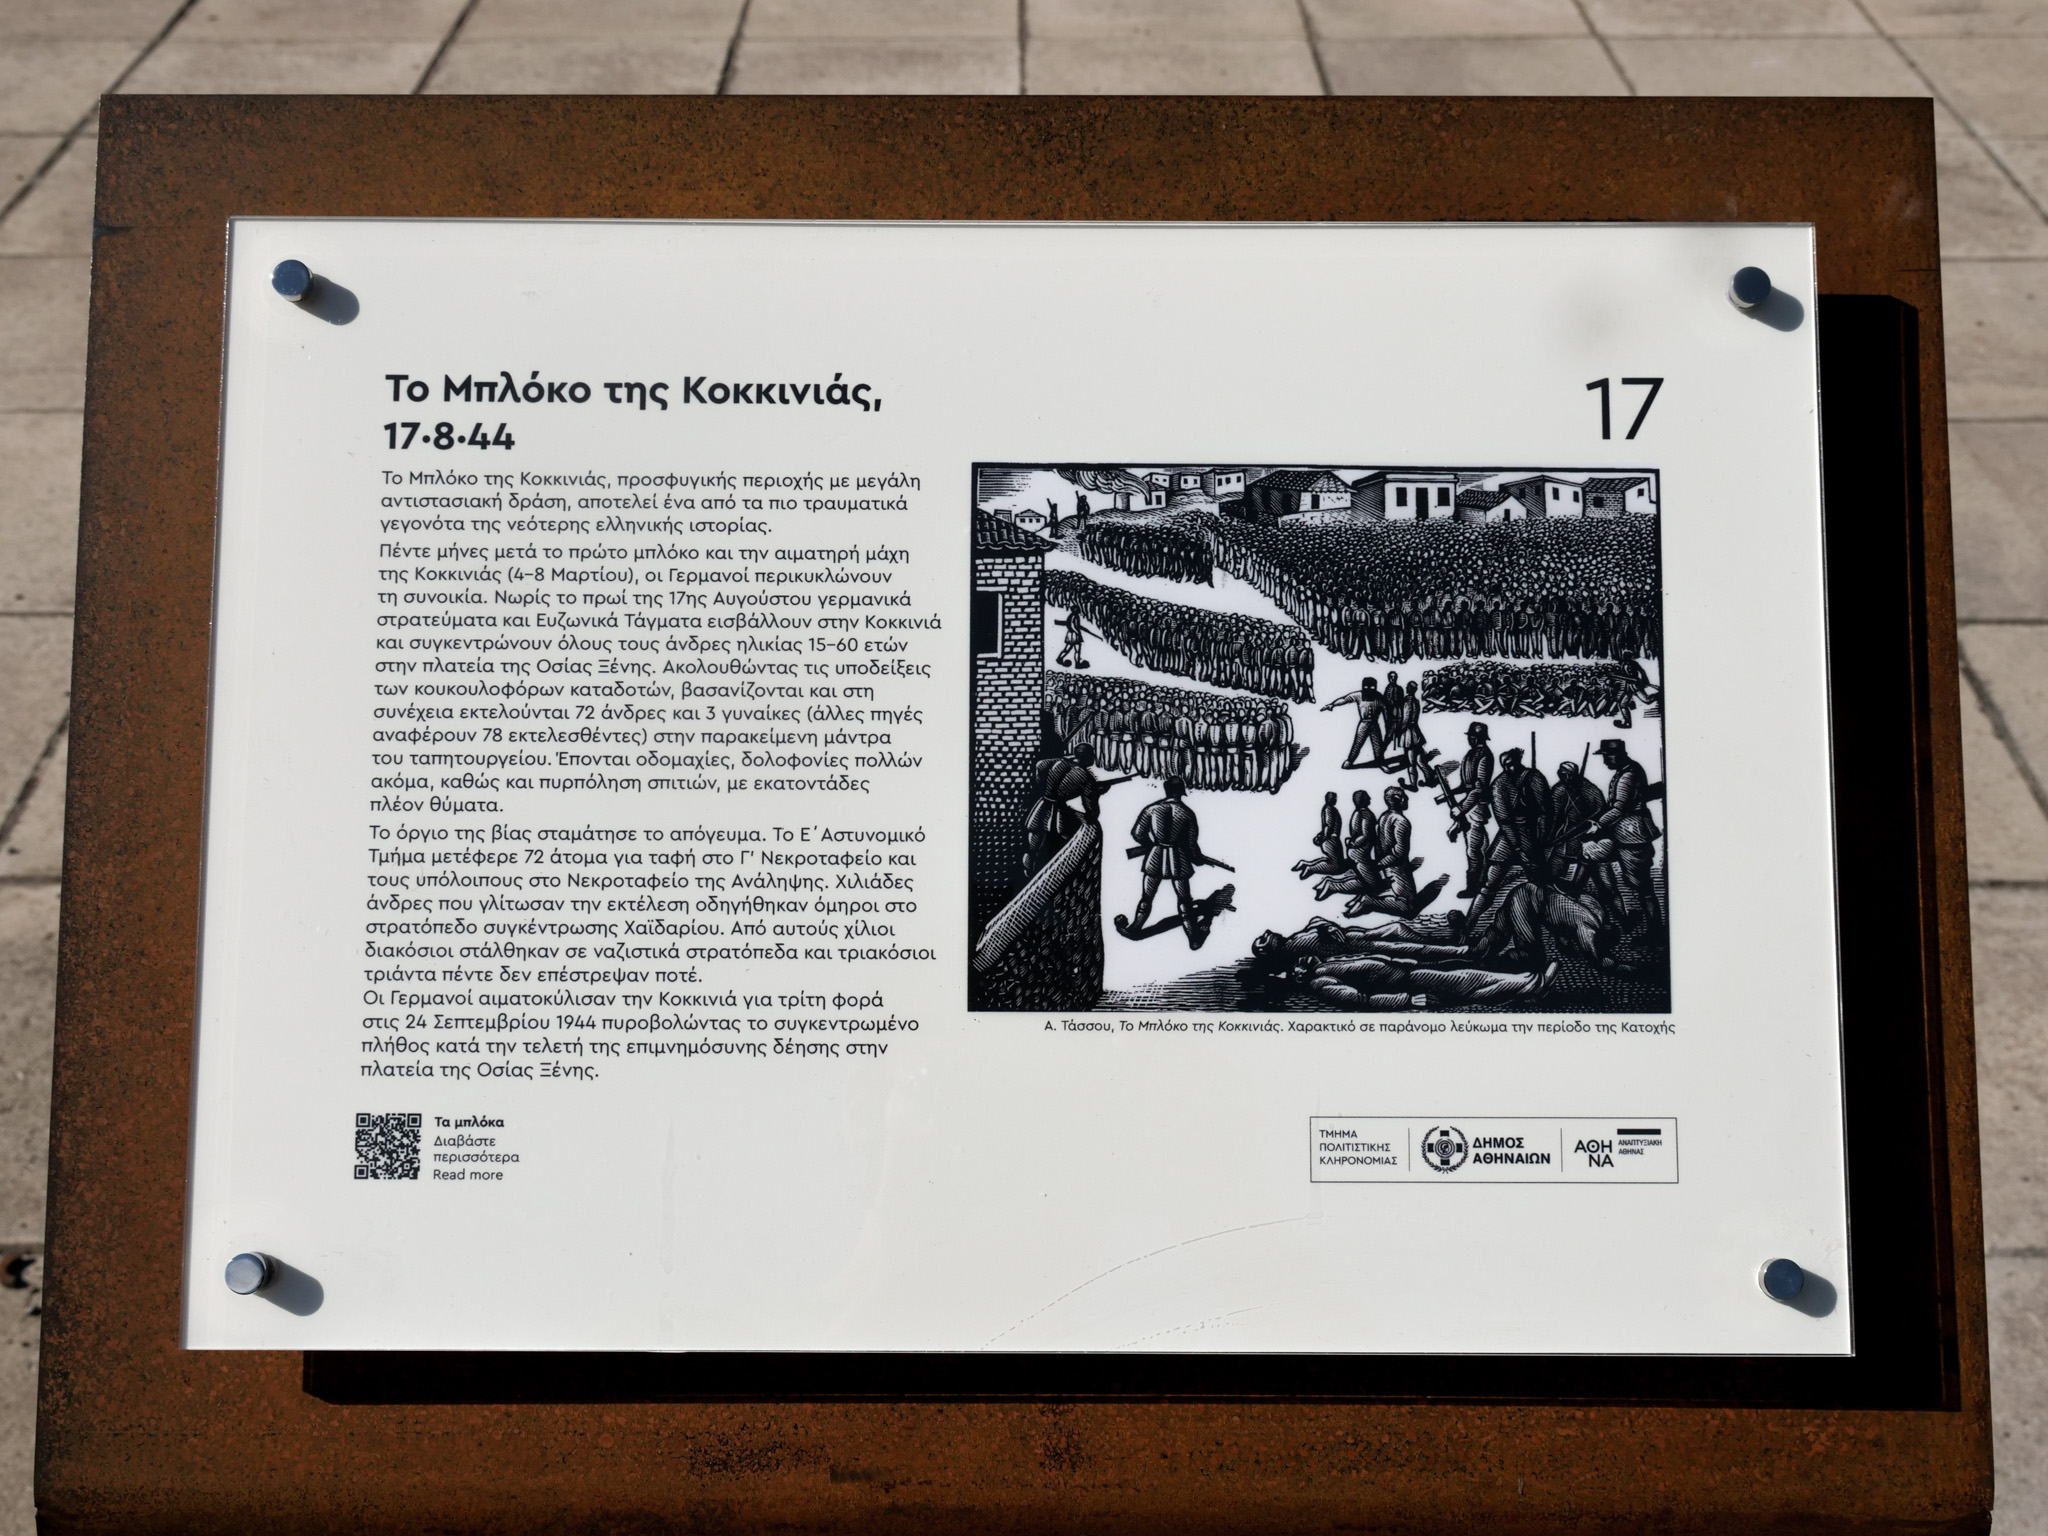 Το Μπλόκο της Κοκκινιάς,
17·8·44
17
Το Μπλόκο της Κοκκινιάς, προσφυγικής περιοχής με μεγάλη
αντιστασιακή δράση, αποτελεί ένα από τα πιο τραυματικά
γεγονότα της νεότερης ελληνικής ιστορίας.
Πέντε μήνες μετά το πρώτο μπλόκο και την αιματηρή μάχη
της Κοκκινιάς (4–8 Μαρτίου), οι Γερμανοί περικυκλώνουν
τη συνοικία. Νωρίς το πρωί της 17ης Αυγούστου γερμανικά
στρατεύματα και Ευζωνικά Τάγματα εισβάλλουν στην Κοκκινιά
και συγκεντρώνουν όλους τους άνδρες ηλικίας 15–60 ετών
στην πλατεία της Οσίας Ξένης. Ακολουθώντας τις υποδείξεις
των κουκουλοφόρων καταδοτών, βασανίζονται και στη
συνέχεια εκτελούνται 72 άνδρες και 3 γυναίκες (άλλες πηγές
αναφέρουν 78 εκτελεσθέντες) στην παρακείμενη μάντρα
του ταπητουργείου. Έπονται οδομαχίες, δολοφονίες πολλών
ακόμα, καθώς και πυρπόληση σπιτιών, με εκατοντάδες
πλέον θύματα.
Το όργιο της βίας σταμάτησε το απόγευμα. Το Ε΄ Αστυνομικό
Τμήμα μετέφερε 72 άτομα για ταφή στο Γ' Νεκροταφείο και
τους υπόλοιπους στο Νεκροταφείο της Ανάληψης. Χιλιάδες
άνδρες που γλίτωσαν την εκτέλεση οδηγήθηκαν όμηροι στο
στρατόπεδο συγκέντρωσης Χαϊδαρίου. Από αυτούς χίλιοι
διακόσιοι στάλθηκαν σε ναζιστικά στρατόπεδα και τριακόσιοι
τριάντα πέντε δεν επέστρεψαν ποτέ.
Οι Γερμανοί αιματοκύλισαν την Κοκκινιά για τρίτη φορά
στις 24 Σεπτεμβρίου 1944 πυροβολώντας το συγκεντρωμένο
πλήθος κατά την τελετή της επιμνημόσυνης δέησης στην
πλατεία της Οσίας Ξένης.
Α. Τάσσου, Το Μπλόκο της Κοκκινιάς. Χαρακτικό σε παράνομο λεύκωμα την περίοδο της Κατοχής
Τα μπλόκα
Διαβάστε
περισσότερα
Read more
ΤΜΗΜΑ
ΠΟΛΙΤΙΣΤΙΚΗΣ
ΚΛΗΡΟΝΟΜΙΑΣ
ΔΗΜΟΣ
ΑΘΗΝΑΙΩΝ
ΑΘΗ
ΝΑ
ΑΝΑΠΤΥΞΙΑΚΗ
ΑΘΗΝΑΣ